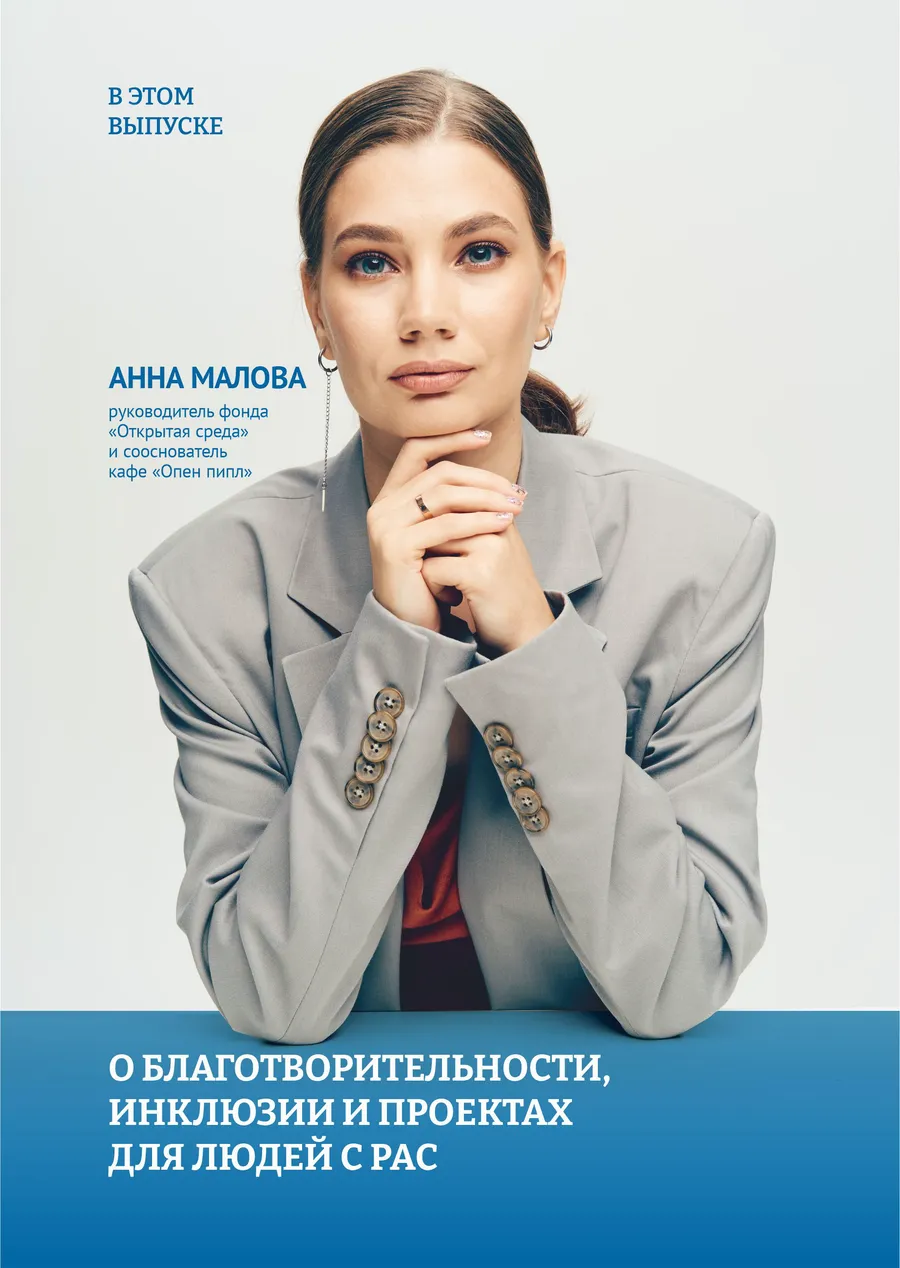 В ЭТОМ
ВЫПУСКЕ
АННА МАЛОВА
руководитель фонда
«Открытая среда»
и сооснователь
кафе «Опен пипл»
О БЛАГОТВОРИТЕЛЬНОСТИ,
ИНКЛЮЗИИ И ПРОЕКТАХ
ДЛЯ ЛЮДЕЙ С РАС